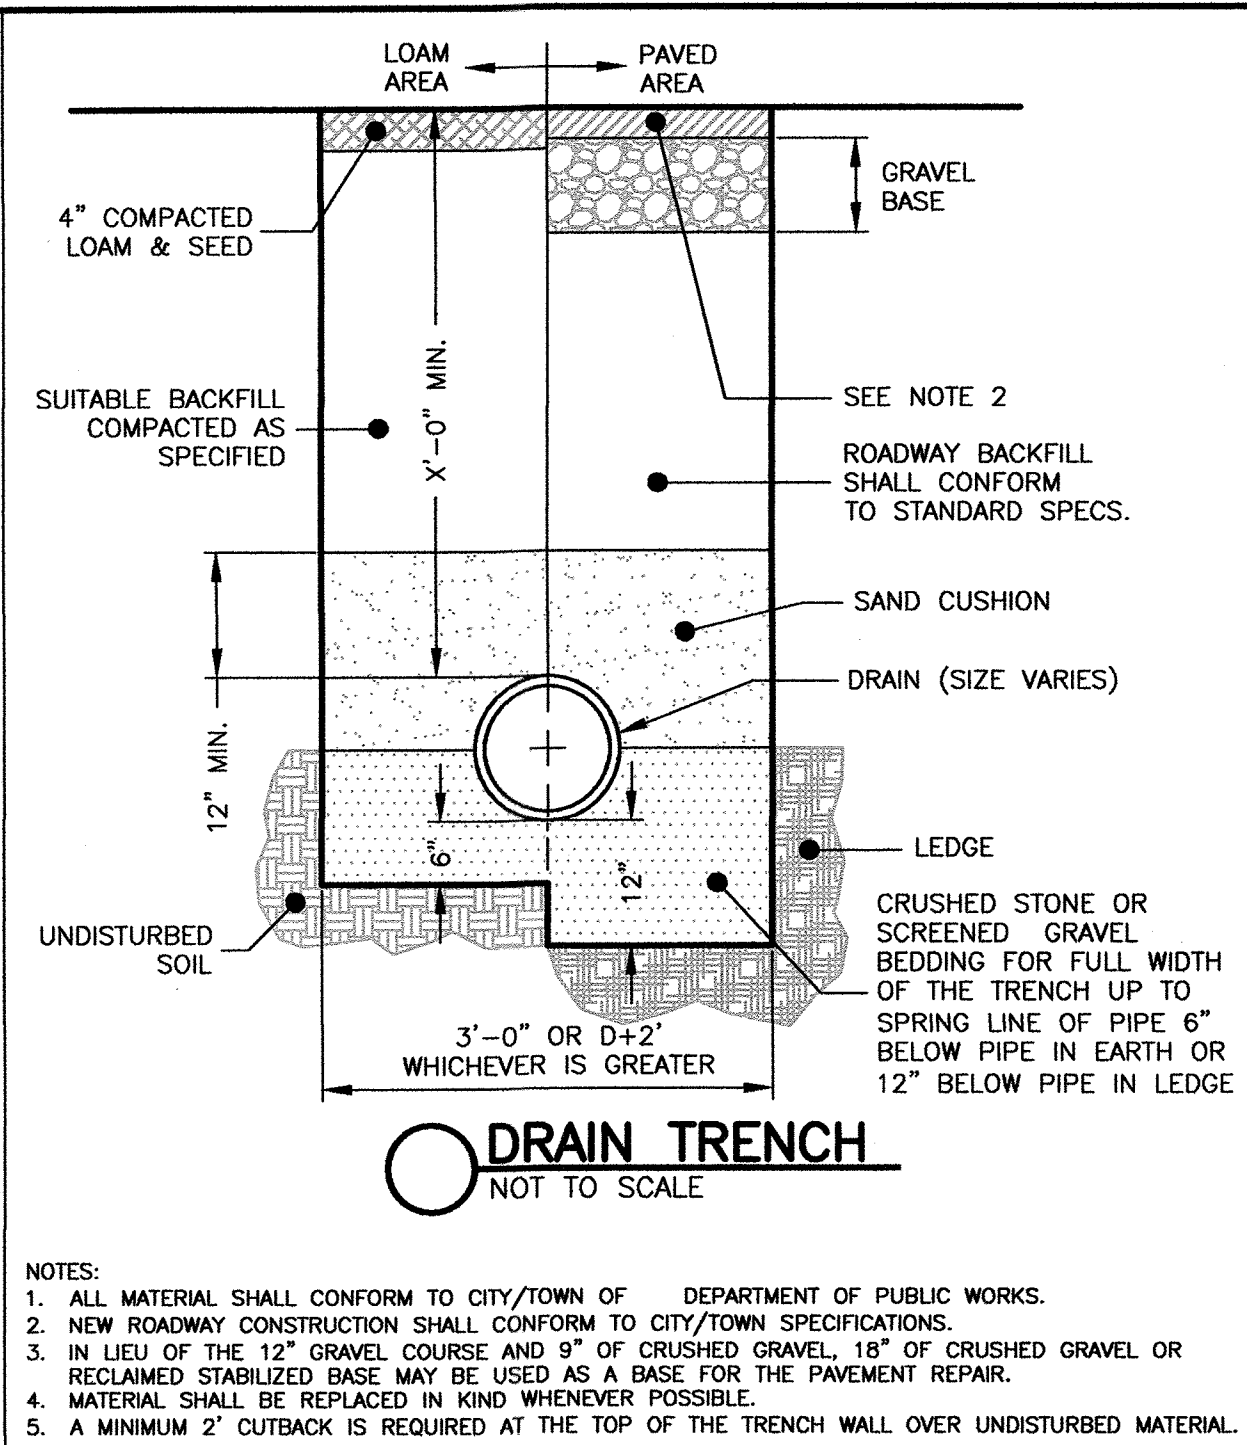 LOAM
AREA
PAVED
AREA
GRAVEL
BASE
4" COMPACTED
LOAM & SEED
X'-0" MIN.
SEE NOTE 2
SUITABLE BACKFILL
COMPACTED AS
SPECIFIED
ROADWAY BACKFILL
SHALL CONFORM
TO STANDARD SPECS.
SAND CUSHION
DRAIN (SIZE VARIES)
12" MIN.
6"
12"
LEDGE
UNDISTURBED
SOIL
CRUSHED STONE OR
SCREENED GRAVEL
BEDDING FOR FULL WIDTH
OF THE TRENCH UP TO
SPRING LINE OF PIPE 6"
BELOW PIPE IN EARTH OR
12" BELOW PIPE IN LEDGE
3'-0" OR D+2'
WHICHEVER IS GREATER
DRAIN TRENCH
NOT TO SCALE
NOTES:
1. ALL MATERIAL SHALL CONFORM TO CITY/TOWN OF DEPARTMENT OF PUBLIC WORKS.
2. NEW ROADWAY CONSTRUCTION SHALL CONFORM TO CITY/TOWN SPECIFICATIONS.
3. IN LIEU OF THE 12" GRAVEL COURSE AND 9" OF CRUSHED GRAVEL, 18" OF CRUSHED GRAVEL OR
RECLAIMED STABILIZED BASE MAY BE USED AS A BASE FOR THE PAVEMENT REPAIR.
4. MATERIAL SHALL BE REPLACED IN KIND WHENEVER POSSIBLE.
5. A MINIMUM 2' CUTBACK IS REQUIRED AT THE TOP OF THE TRENCH WALL OVER UNDISTURBED MATERIAL.